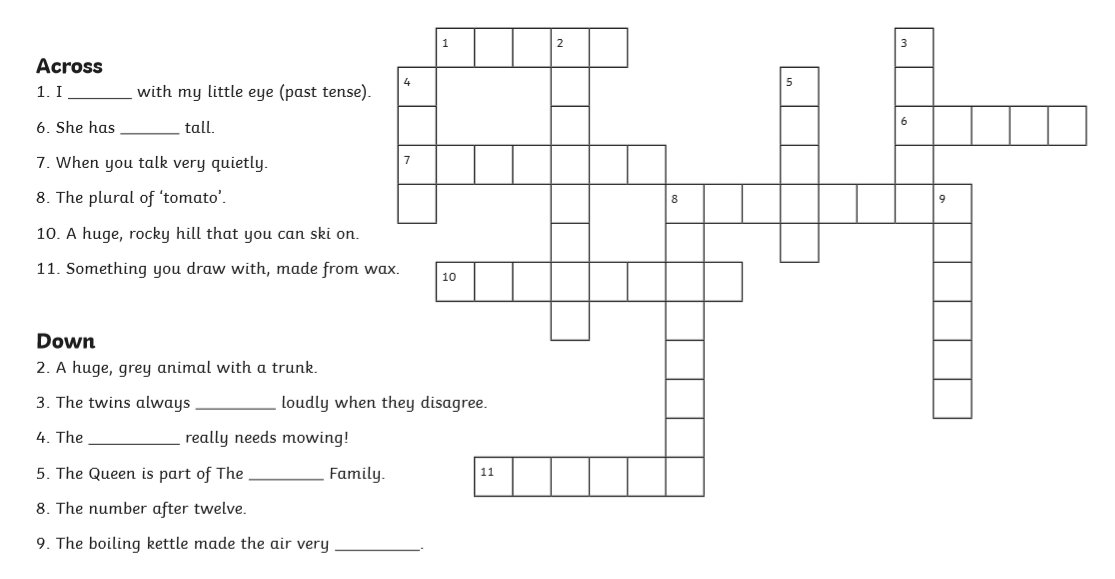 Across
1. I _______ with my little eye (past tense).
6. She has ______ tall.
7. When you talk very quietly.
8. The plural of ‘tomato’.
10. A huge, rocky hill that you can ski on.
11. Something you draw with, made from wax.
Down
2. A huge, grey animal with a trunk.
3. The twins always _________ loudly when they disagree.
4. The __________ really needs mowing!
5. The Queen is part of The ________ Family.
8. The number after twelve.
9. The boiling kettle made the air very _________.
1 2 3
4 5
6
7
8 9
10
11